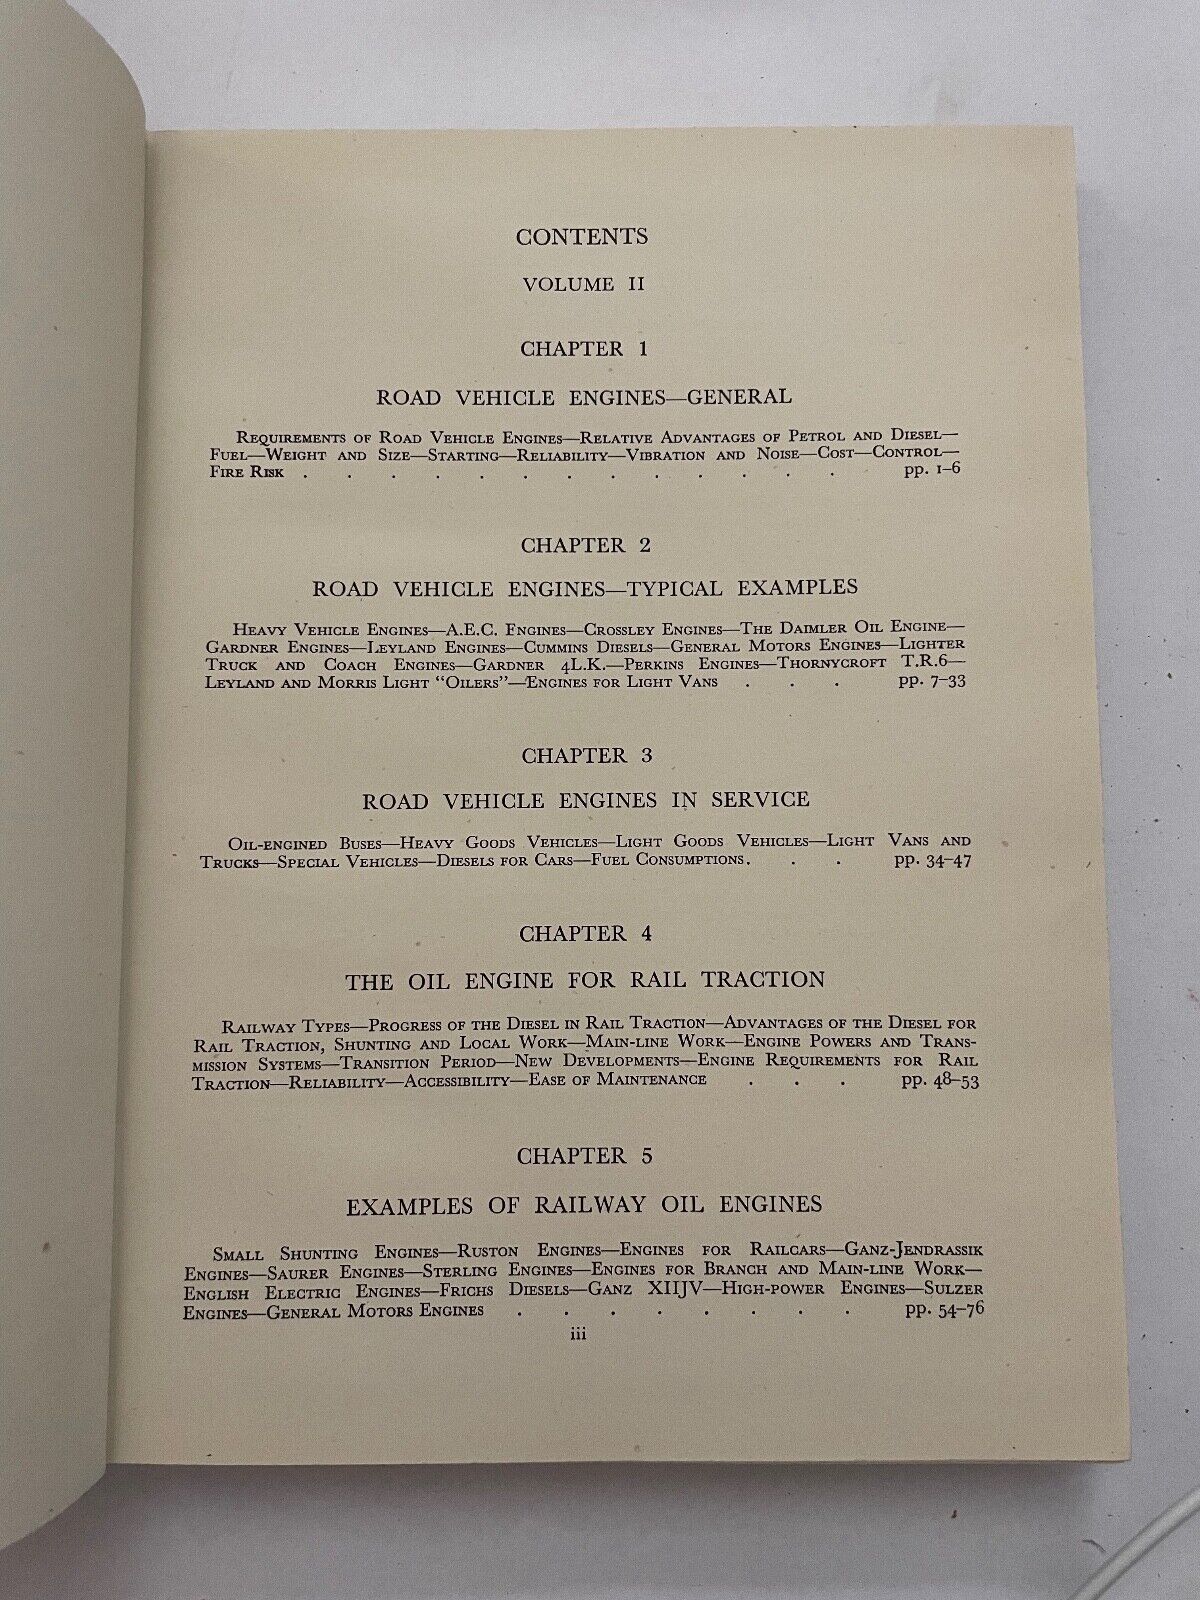 CONTENTS
VOLUME II
CHAPTER 1
ROAD VEHICLE ENGINES—GENERAL
Requirements of Road Vehicle Engines—Relative Advantages of Petrol and Diesel—
Fuel—Weight and Size—Starting—Reliability—Vibration and Noise—Cost—Control—
Fire Risk . . . . . . . . . . . . . pp. 1–6
CHAPTER 2
ROAD VEHICLE ENGINES—TYPICAL EXAMPLES
Heavy Vehicle Engines—A.E.C. Engines—Crossley Engines—The Daimler Oil Engine—
Gardner Engines—Leyland Engines—Cummins Diesels—General Motors Engines—Lighter
Truck and Coach Engines—Gardner 4L.K.—Perkins Engines—Thornycroft T.R.6—
Leyland and Morris Light "Oilers"—Engines for Light Vans . . . pp. 7–33
CHAPTER 3
ROAD VEHICLE ENGINES IN SERVICE
Oil-engined Buses—Heavy Goods Vehicles—Light Goods Vehicles—Light Vans and
Trucks—Special Vehicles—Diesels for Cars—Fuel Consumptions. . . pp. 34–47
CHAPTER 4
THE OIL ENGINE FOR RAIL TRACTION
Railway Types—Progress of the Diesel in Rail Traction—Advantages of the Diesel for
Rail Traction, Shunting and Local Work—Main-line Work—Engine Powers and Trans-
mission Systems—Transition Period—New Developments—Engine Requirements for Rail
Traction—Reliability—Accessibility—Ease of Maintenance . . . pp. 48–53
CHAPTER 5
EXAMPLES OF RAILWAY OIL ENGINES
Small Shunting Engines—Ruston Engines—Engines for Railcars—Ganz-Jendrassik
Engines—Saurer Engines—Sterling Engines—Engines for Branch and Main-line Work—
English Electric Engines—Frichs Diesels—Ganz XIIJV—High-power Engines—Sulzer
Engines—General Motors Engines . . . . . . . pp. 54–76
iii